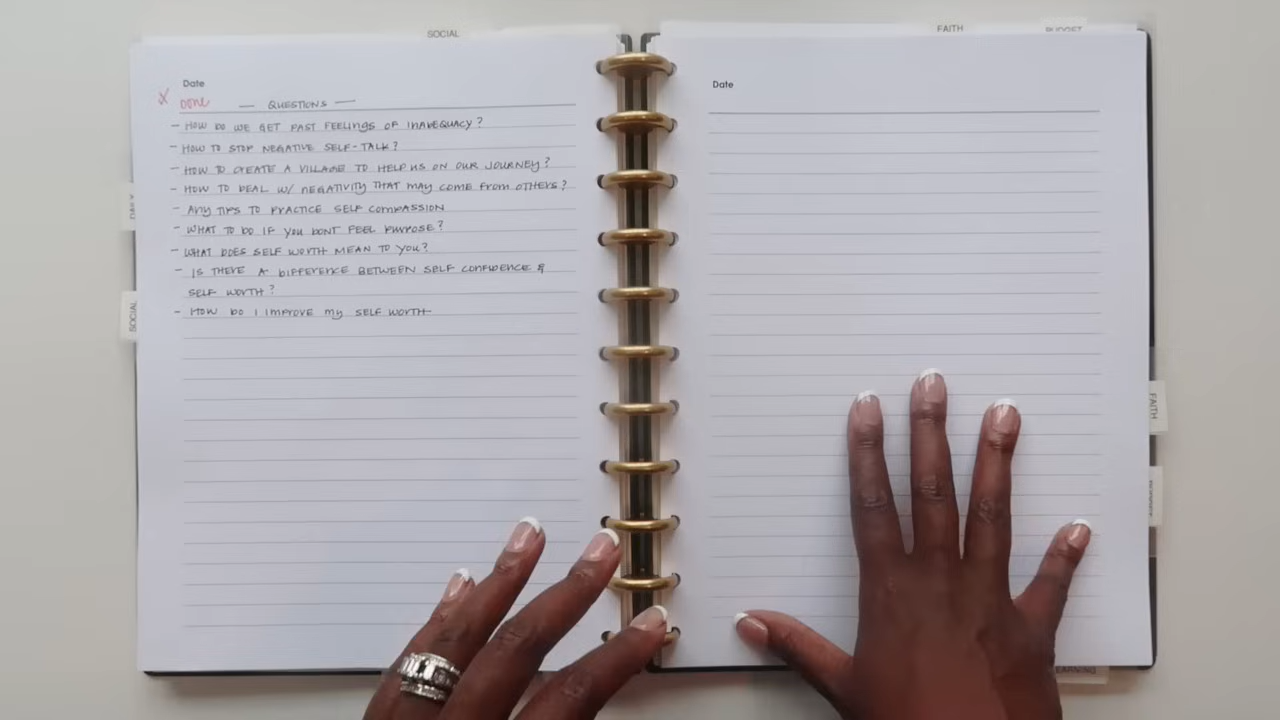 SOCIAL
FAITH
BUDGET
Date
Date
x Done — QUESTIONS —
- HOW DO WE GET PAST FEELINGS OF INADEQUACY?
- HOW TO STOP NEGATIVE SELF-TALK?
- HOW TO CREATE A VILLAGE TO HELP US ON OUR JOURNEY?
- HOW TO DEAL W/ NEGATIVITY THAT MAY COME FROM OTHERS?
- ANY TIPS TO PRACTICE SELF COMPASSION
- WHAT TO DO IF YOU DONT FEEL PURPOSE?
- WHAT DOES SELF WORTH MEAN TO YOU?
- IS THERE A DIFFERENCE BETWEEN SELF CONFIDENCE &
SELF WORTH?
- HOW DO I IMPROVE MY SELF WORTH
DAILY
SOCIAL
FAITH
BUDGET